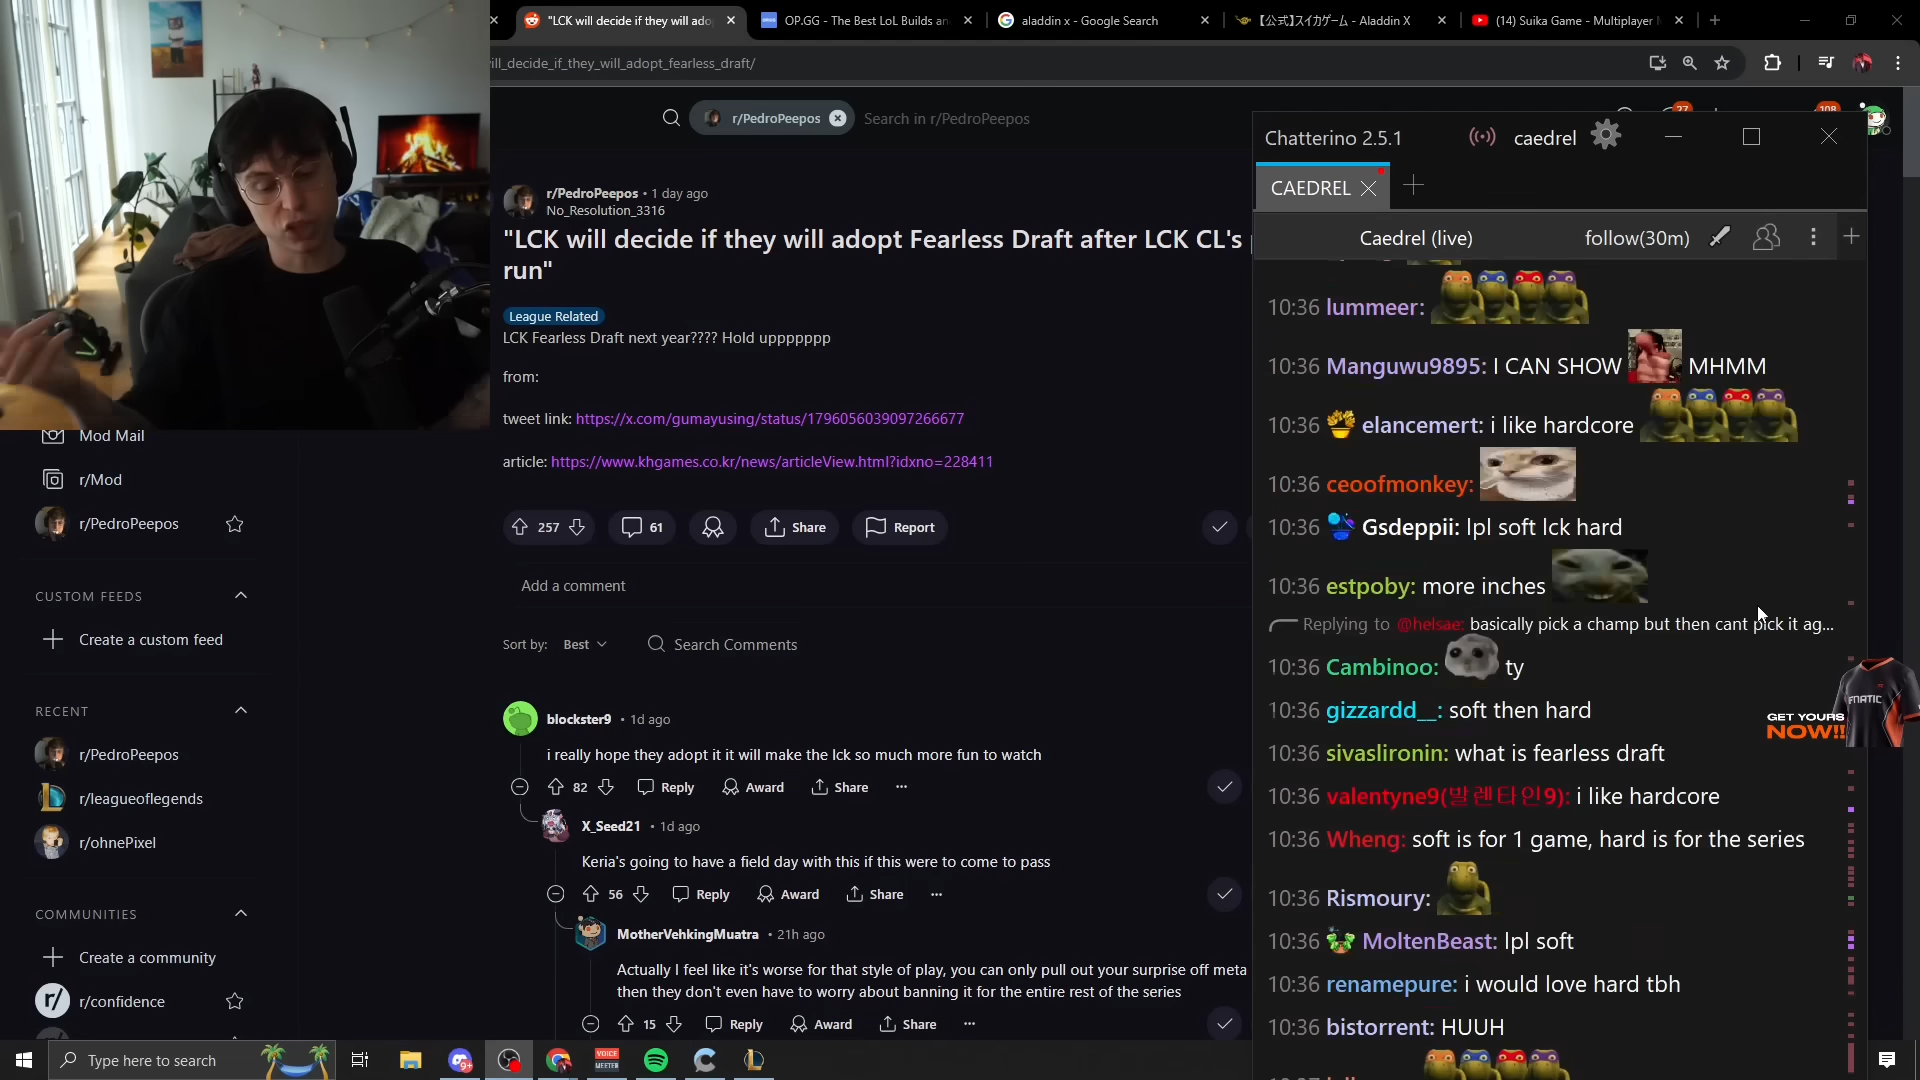 "LCK will decide if they will ado
OP.GG - The Best LoL Builds an
aladdin x - Google Search
【公式】スイカゲーム - Aladdin X
(14) Suika Game - Multiplayer
ill_decide_if_they_will_adopt_fearless_draft/
r/PedroPeepos
Search in r/PedroPeepos
27
108
r/PedroPeepos • 1 day ago
No_Resolution_3316
"LCK will decide if they will adopt Fearless Draft after LCK CL's
run"
League Related
LCK Fearless Draft next year???? Hold uppppppp
from:
tweet link: https://x.com/gumayusing/status/1796056039097266677
article: https://www.khgames.co.kr/news/articleView.html?idxno=228411
257
61
Share
Report
Add a comment
Sort by: Best
Search Comments
blockster9 • 1d ago
i really hope they adopt it it will make the lck so much more fun to watch
82 Reply Award Share
X_Seed21 • 1d ago
Keria's going to have a field day with this if this were to come to pass
56 Reply Award Share
MotherVehkingMuatra • 21h ago
Actually I feel like it's worse for that style of play, you can only pull out your surprise off meta
then they don't even have to worry about banning it for the entire rest of the series
15 Reply Award Share
Mod Mail
r/Mod
r/PedroPeepos
CUSTOM FEEDS
Create a custom feed
RECENT
r/PedroPeepos
r/leagueoflegends
r/ohnePixel
COMMUNITIES
Create a community
r/confidence
Chatterino 2.5.1
caedrel
CAEDREL
Caedrel (live)
follow(30m)
10:36 lummeer:
10:36 Manguwu9895: I CAN SHOW MHMM
10:36 elancemert: i like hardcore
10:36 ceoofmonkey:
10:36 Gsdeppii: lpl soft lck hard
10:36 estpoby: more inches
Replying to @helsae: basically pick a champ but then cant pick it ag...
10:36 Cambinoo: ty
10:36 gizzardd__: soft then hard
10:36 sivaslironin: what is fearless draft
10:36 valentyne9(발렌타인9): i like hardcore
10:36 Wheng: soft is for 1 game, hard is for the series
10:36 Rismoury:
10:36 MoltenBeast: lpl soft
10:36 renamepure: i would love hard tbh
10:36 bistorrent: HUUH
FNATIC
GET YOURS
NOW!!
Type here to search
9+
VOICE
MEETER